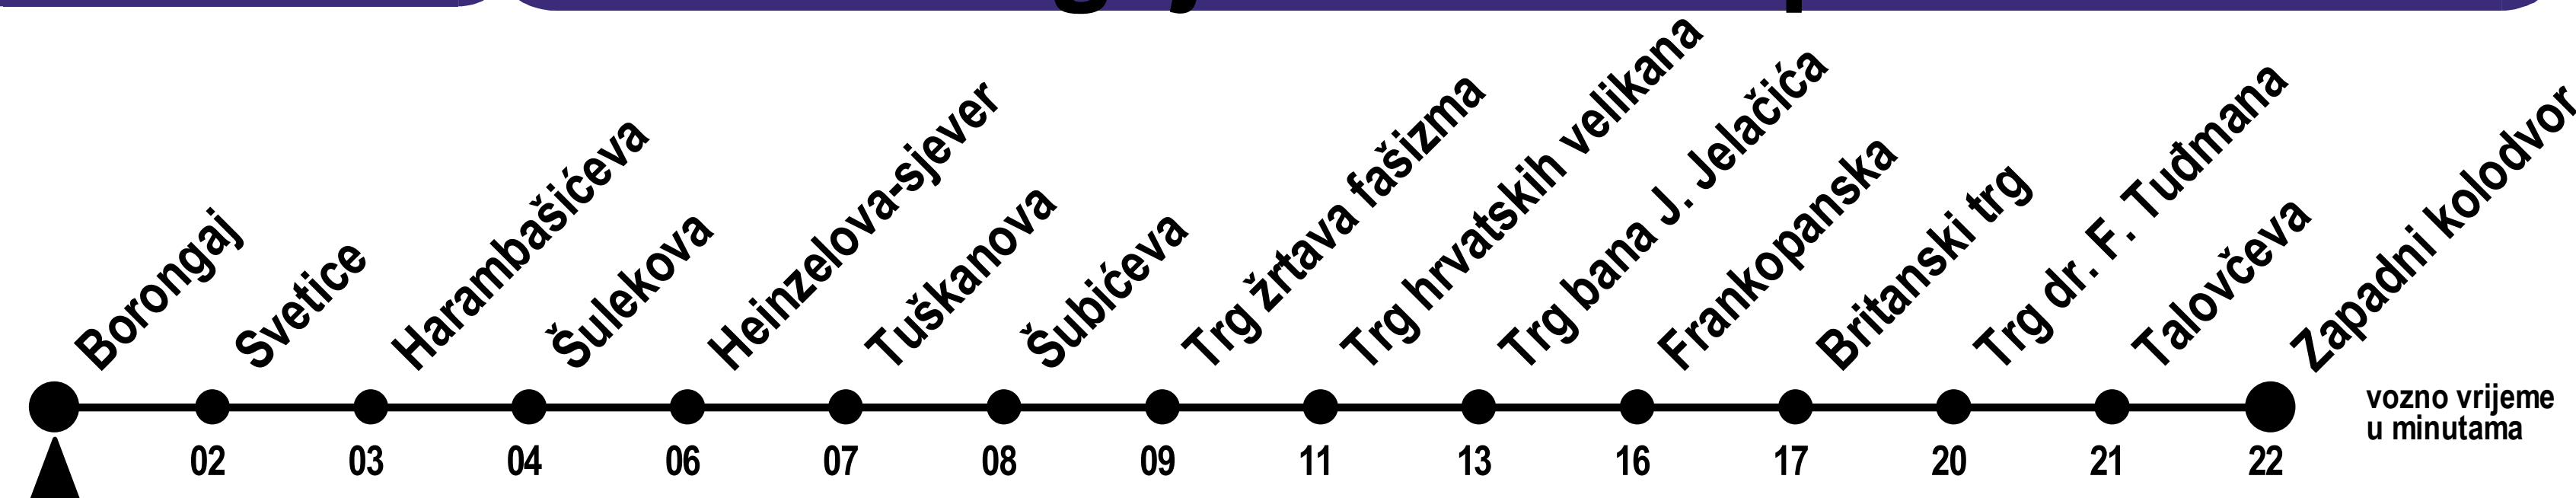 Borongaj
Svetice
Harambašićeva
Šulekova
Heinzelova-sjever
Tuškanova
Šubićeva
Trg žrtava fašizma
Trg hrvatskih velikana
Trg bana J. Jelačića
Frankopanska
Britanski trg
Trg dr. F. Tuđmana
Talovčeva
Zapadni kolodvor
02 03 04 06 07 08 09 11 13 16 17 20 21 22
vozno vrijeme
u minutama